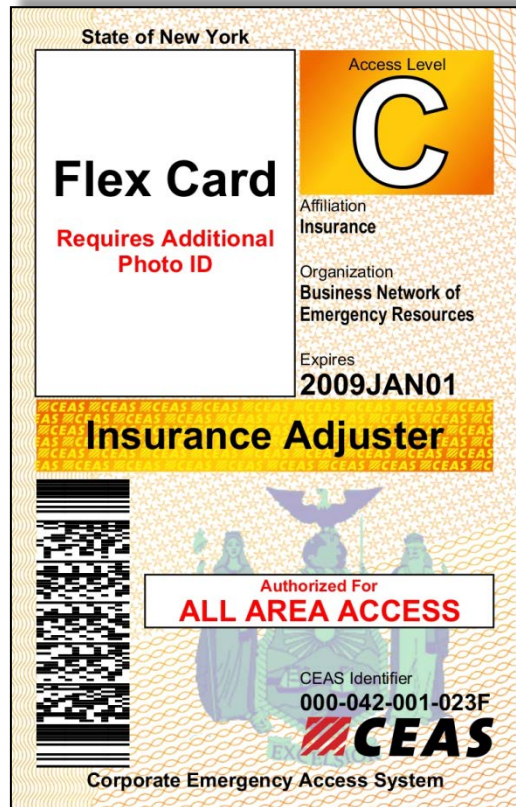 State of New York
Flex Card
Requires Additional
Photo ID
Access Level
C
Affiliation
Insurance
Organization
Business Network of
Emergency Resources
Expires
2009JAN01
Insurance Adjuster
Authorized For
ALL AREA ACCESS
CEAS Identifier
000-042-001-023F
CEAS
EXCELSIOR
Corporate Emergency Access System